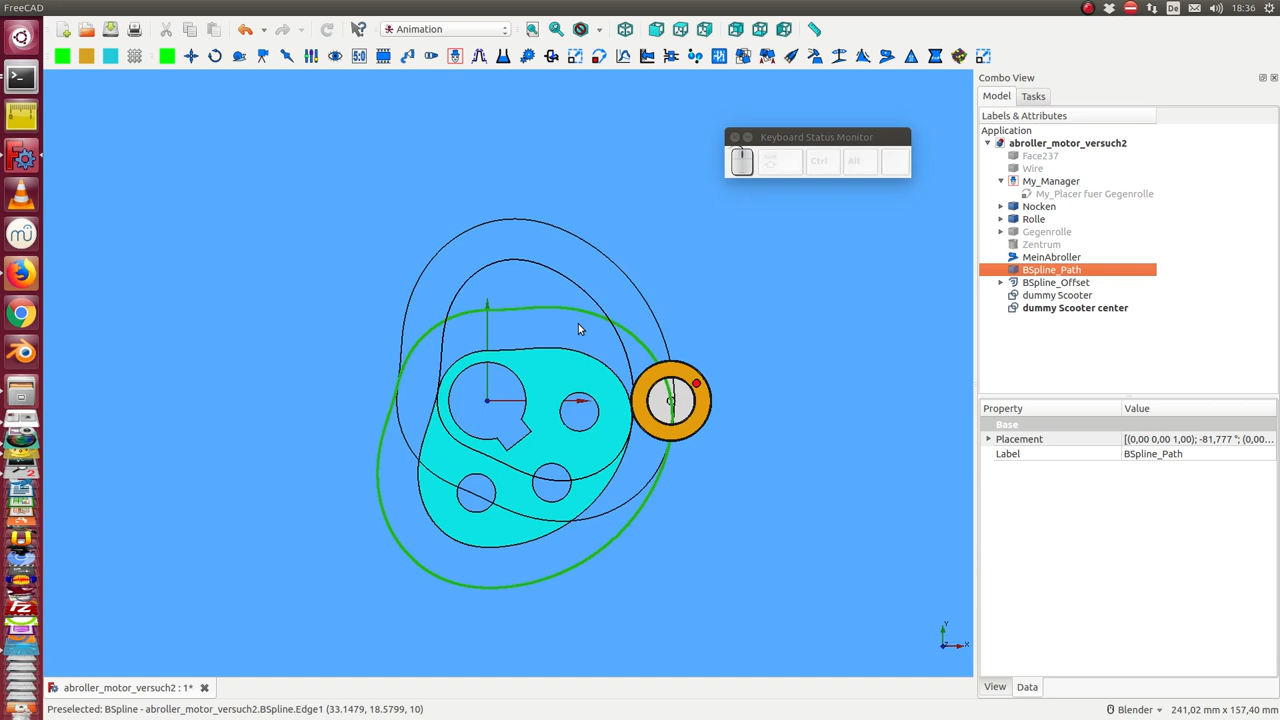 FreeCAD
De
18:36
Animation
5:0
Keyboard Status Monitor
Ctrl
Alt
Combo View
Model
Tasks
Labels & Attributes
Application
abroller_motor_versuch2
Face237
Wire
My_Manager
My_Placer fuer Gegenrolle
Nocken
Rolle
Gegenrolle
Zentrum
MeinAbroller
BSpline_Path
BSpline_Offset
dummy Scooter
dummy Scooter center
Property
Value
Base
Placement
[(0,00 0,00 1,00); -81,777 °; (0,00...
Label
BSpline_Path
Y
X
View
Data
abroller_motor_versuch2 : 1*
Preselected: BSpline - abroller_motor_versuch2.BSpline.Edge1 (33.1479, 18.5799, 10)
Blender
241,02 mm x 157,40 mm